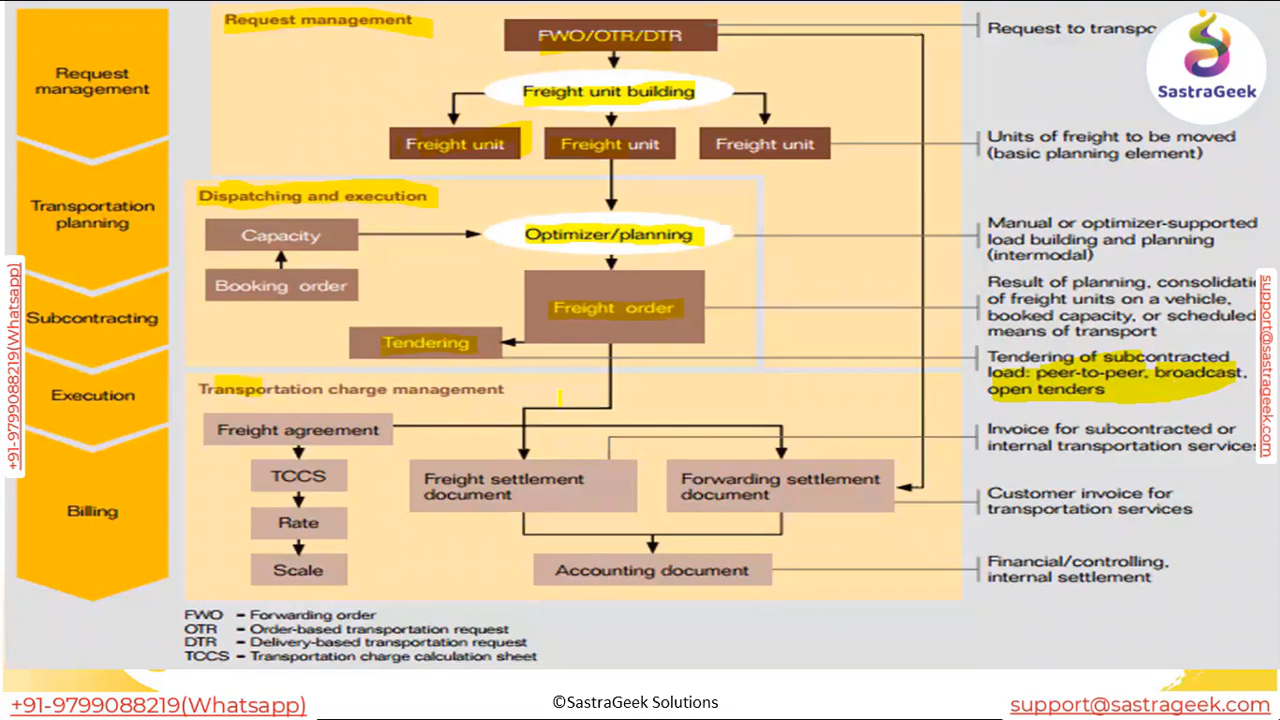 Request management
Transportation planning
Subcontracting
Execution
Billing
Request management
FWO/OTR/DTR
Freight unit building
Freight unit
Freight unit
Freight unit
Dispatching and execution
Capacity
Booking order
Optimizer/planning
Freight order
Tendering
Transportation charge management
Freight agreement
TCCS
Rate
Scale
Freight settlement
document
Forwarding settlement
document
Accounting document
Request to
Units of freight to be moved
(basic planning element)
Manual or optimizer-supported
load building and planning
(intermodal)
Result of planning,
of freight units on a vehicle,
booked capacity, or scheduled
means of transport
Tendering of subcontracted
load: peer-to-peer, broadcast,
open tenders
Invoice for subcontracted or
internal transportation
Customer invoice for
transportation services
Financial/controlling,
internal settlement
SastraGeek
FWO = Forwarding order
OTR = Order-based transportation request
DTR = Delivery-based transportation request
TCCS = Transportation charge calculation sheet
+91-9799088219(Whatsapp)
support@sastrageek.com
+91-9799088219(Whatsapp)
©SastraGeek Solutions
support@sastrageek.com